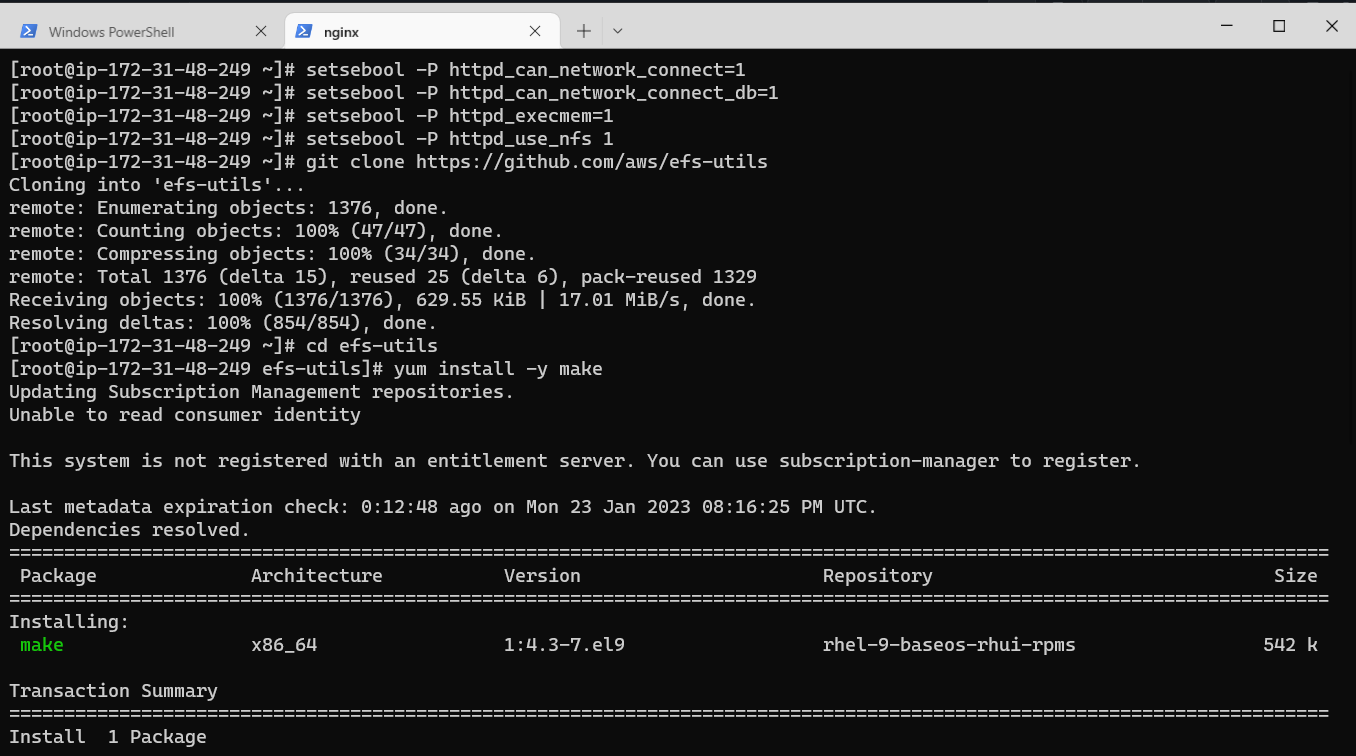 Windows PowerShell
nginx
[root@ip-172-31-48-249 ~]# setsebool -P httpd_can_network_connect=1
[root@ip-172-31-48-249 ~]# setsebool -P httpd_can_network_connect_db=1
[root@ip-172-31-48-249 ~]# setsebool -P httpd_execmem=1
[root@ip-172-31-48-249 ~]# setsebool -P httpd_use_nfs 1
[root@ip-172-31-48-249 ~]# git clone https://github.com/aws/efs-utils
Cloning into 'efs-utils'...
remote: Enumerating objects: 1376, done.
remote: Counting objects: 100% (47/47), done.
remote: Compressing objects: 100% (34/34), done.
remote: Total 1376 (delta 15), reused 25 (delta 6), pack-reused 1329
Receiving objects: 100% (1376/1376), 629.55 KiB | 17.01 MiB/s, done.
Resolving deltas: 100% (854/854), done.
[root@ip-172-31-48-249 ~]# cd efs-utils
[root@ip-172-31-48-249 efs-utils]# yum install -y make
Updating Subscription Management repositories.
Unable to read consumer identity
This system is not registered with an entitlement server. You can use subscription-manager to register.
Last metadata expiration check: 0:12:48 ago on Mon 23 Jan 2023 08:16:25 PM UTC.
Dependencies resolved.
================================================================================
Package Architecture Version Repository Size
================================================================================
Installing:
make x86_64 1:4.3-7.el9 rhel-9-baseos-rhui-rpms 542 k
Transaction Summary
================================================================================
Install 1 Package